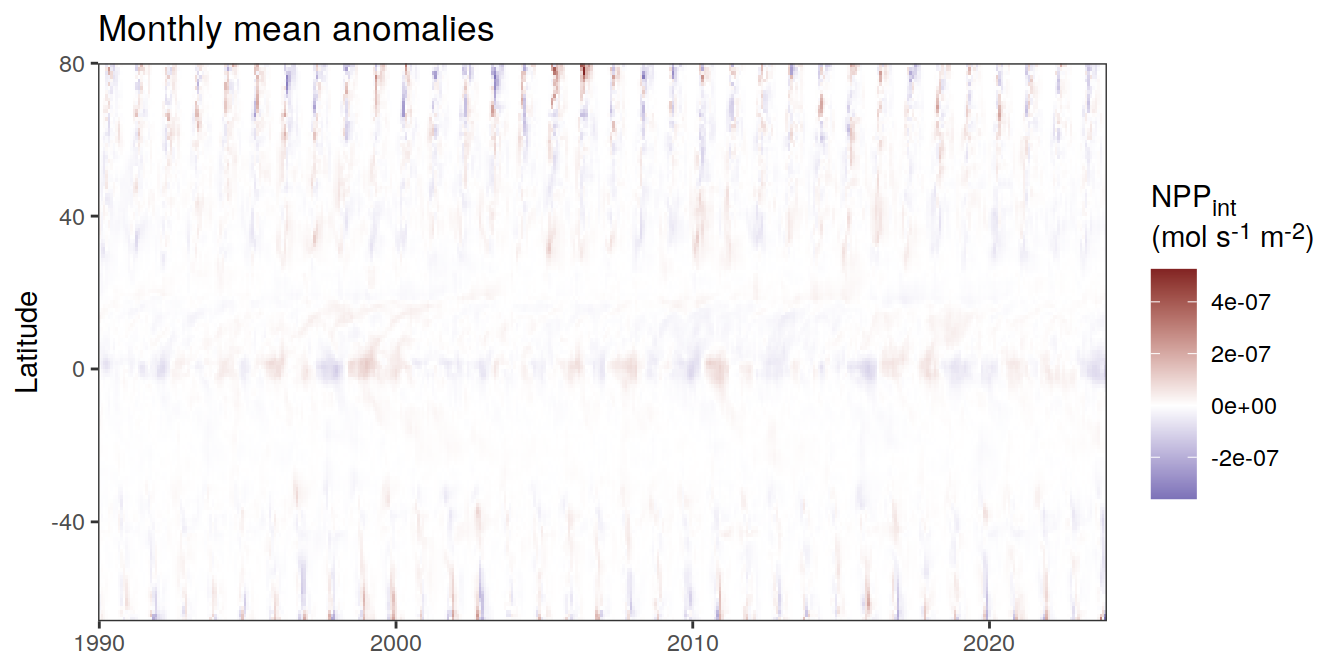 Monthly mean anomalies
80
40
0
-40
Latitude
1990
2000
2010
2020
NPPint
(mol s-1 m-2)
4e-07
2e-07
0e+00
-2e-07